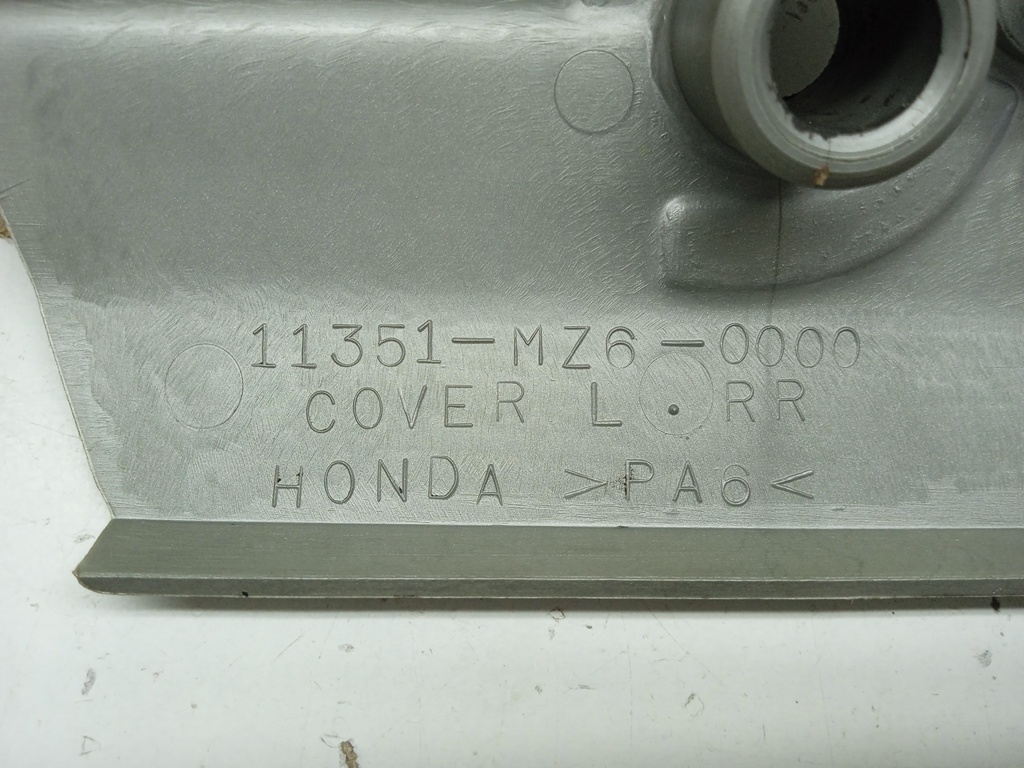 11351-MZ6-0000
COVER L.RR
HONDA >PA6<